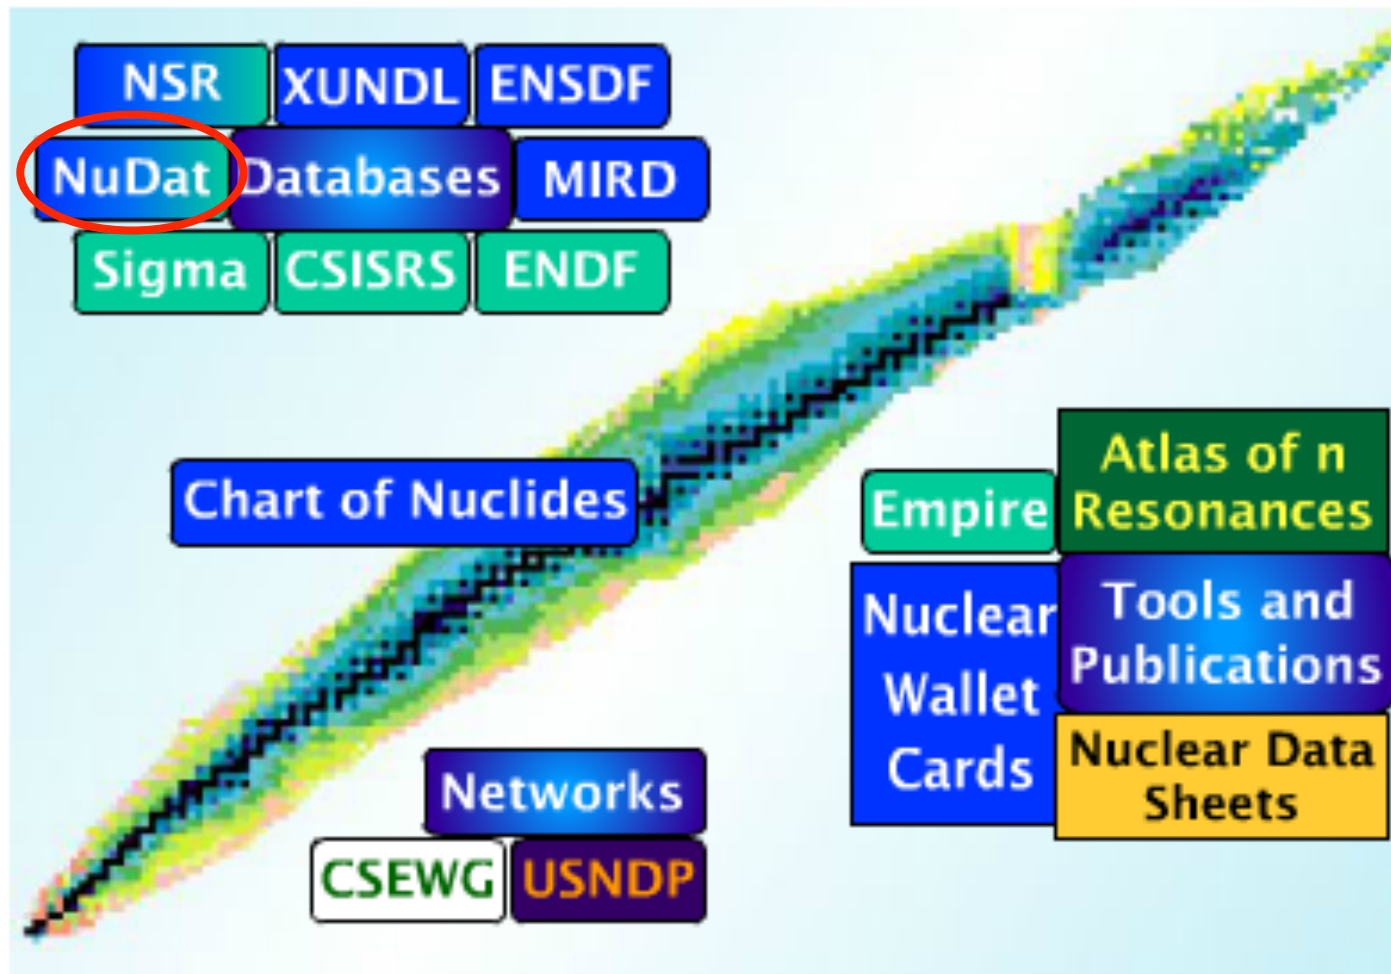 NSR
XUNDL
ENSDF
NuDat
Databases
MIRD
Sigma
CSISRS
ENDF
Chart of Nuclides
Empire
Atlas of n
Resonances
Nuclear
Wallet
Cards
Tools and
Publications
Nuclear Data
Sheets
Networks
CSEWG
USNDP